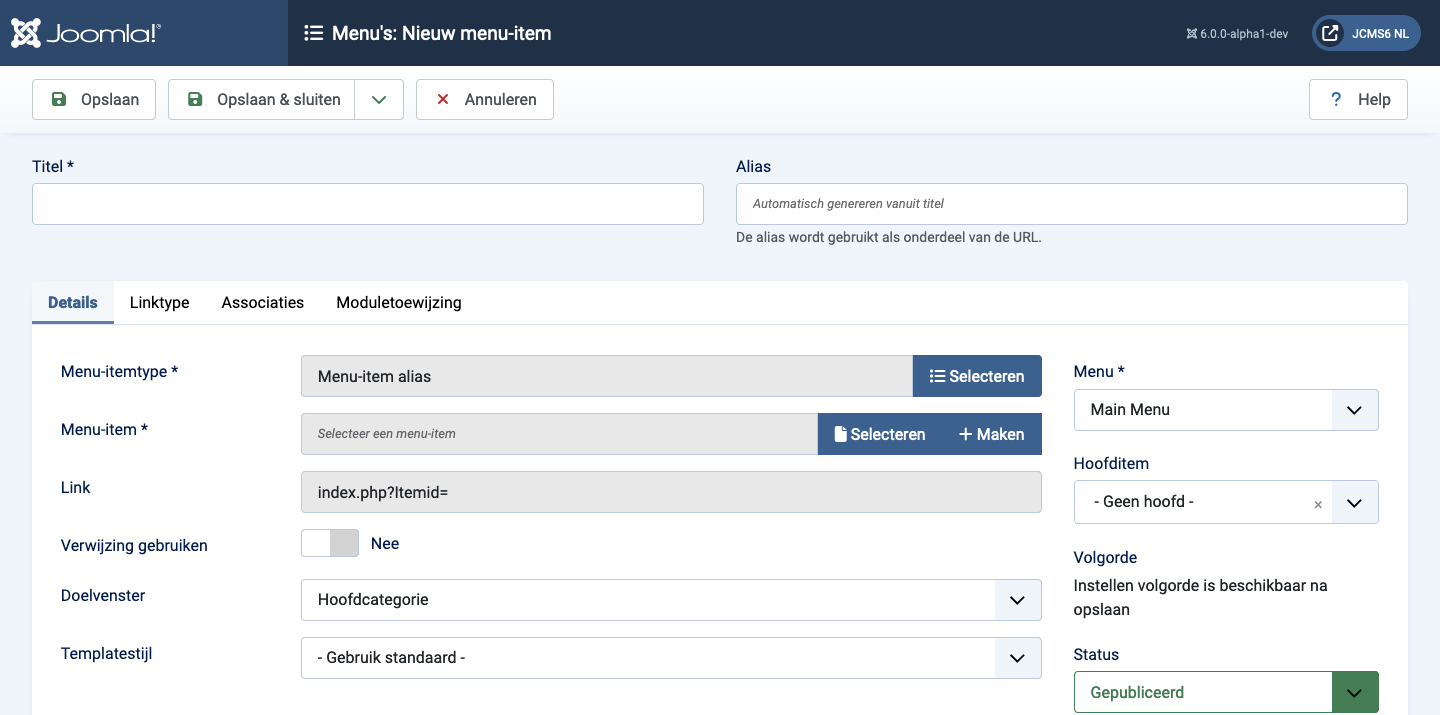 Joomla!®
Menu's: Nieuw menu-item
6.0.0-alpha1-dev
JCMS6 NL
Opslaan
Opslaan & sluiten
Annuleren
? Help
Titel *
Alias
Automatisch genereren vanuit titel
De alias wordt gebruikt als onderdeel van de URL.
Details
Linktype
Associaties
Moduletoewijzing
Menu-itemtype *
Menu-item alias
Selecteren
Menu-item *
Selecteer een menu-item
Selecteren
Maken
Link
index.php?Itemid=
Verwijzing gebruiken
Nee
Doelvenster
Hoofdcategorie
Templatestijl
- Gebruik standaard -
Menu *
Main Menu
Hoofditem
- Geen hoofd -
Volgorde
Instellen volgorde is beschikbaar na
opslaan
Status
Gepubliceerd